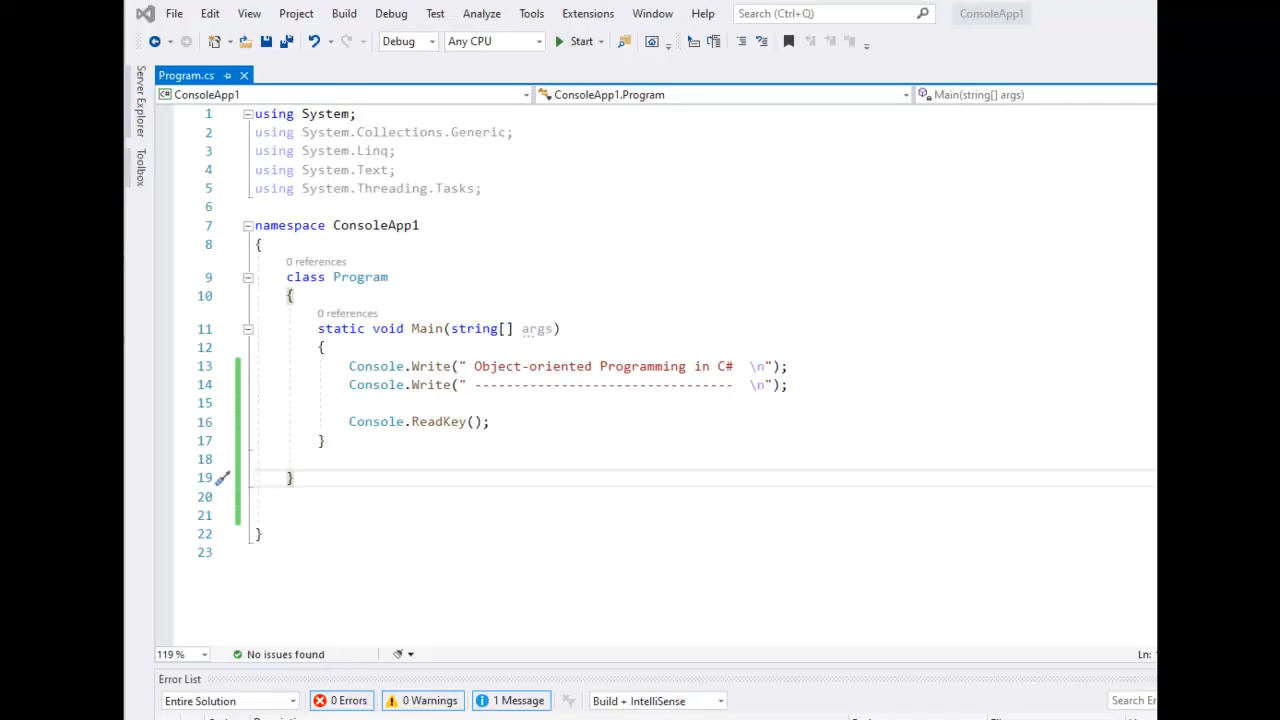 File Edit View Project Build Debug Test Analyze Tools Extensions Window Help Search (Ctrl+Q) ConsoleApp1
Debug Any CPU Start
Server Explorer
Toolbox
Program.cs
ConsoleApp1 ConsoleApp1.Program Main(string[] args)
1 using System;
2 using System.Collections.Generic;
3 using System.Linq;
4 using System.Text;
5 using System.Threading.Tasks;
6
7 namespace ConsoleApp1
8 {
0 references
9 class Program
10 {
0 references
11 static void Main(string[] args)
12 {
13 Console.Write(" Object-oriented Programming in C#  \n");
14 Console.Write(" ---------------------------------  \n");
15
16 Console.ReadKey();
17 }
18
19 }
20
21
22 }
23
119 % No issues found Ln:
Error List
Entire Solution 0 Errors 0 Warnings 1 Message Build + IntelliSense Search Er